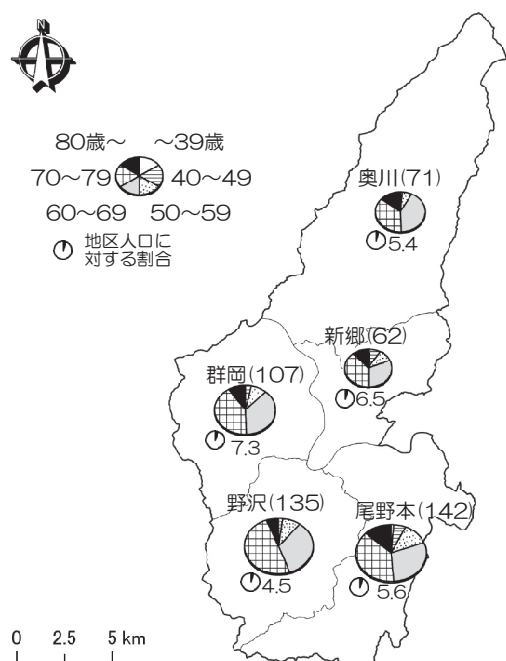 N
80歳～ ～39歳
70～79 40～49
60～69 50～59
地区人口に
対する割合
奥川(71)
5.4
新郷(62)
6.5
群岡(107)
7.3
野沢(135)
4.5
尾野本(142)
5.6
0 2.5 5 km